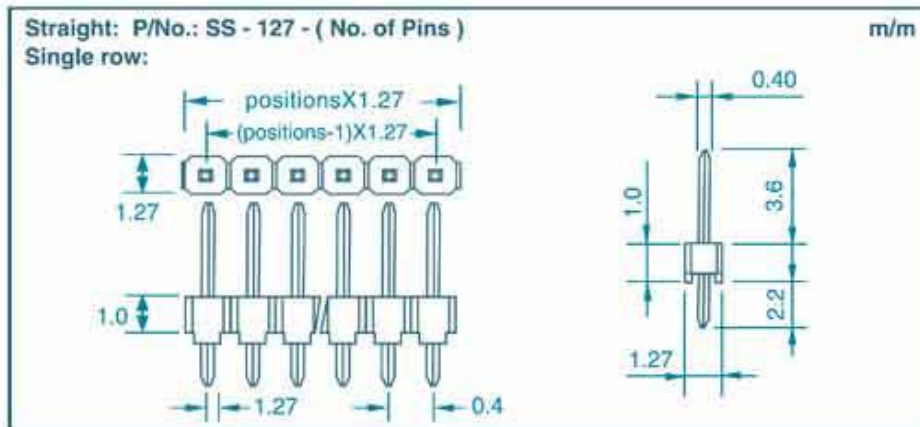 Straight: P/No.: SS - 127 - ( No. of Pins )
m/m
Single row:
positionsX1.27
(positions-1)X1.27
1.27
1.0
1.27
0.4
0.40
1.0
3.6
2.2
1.27